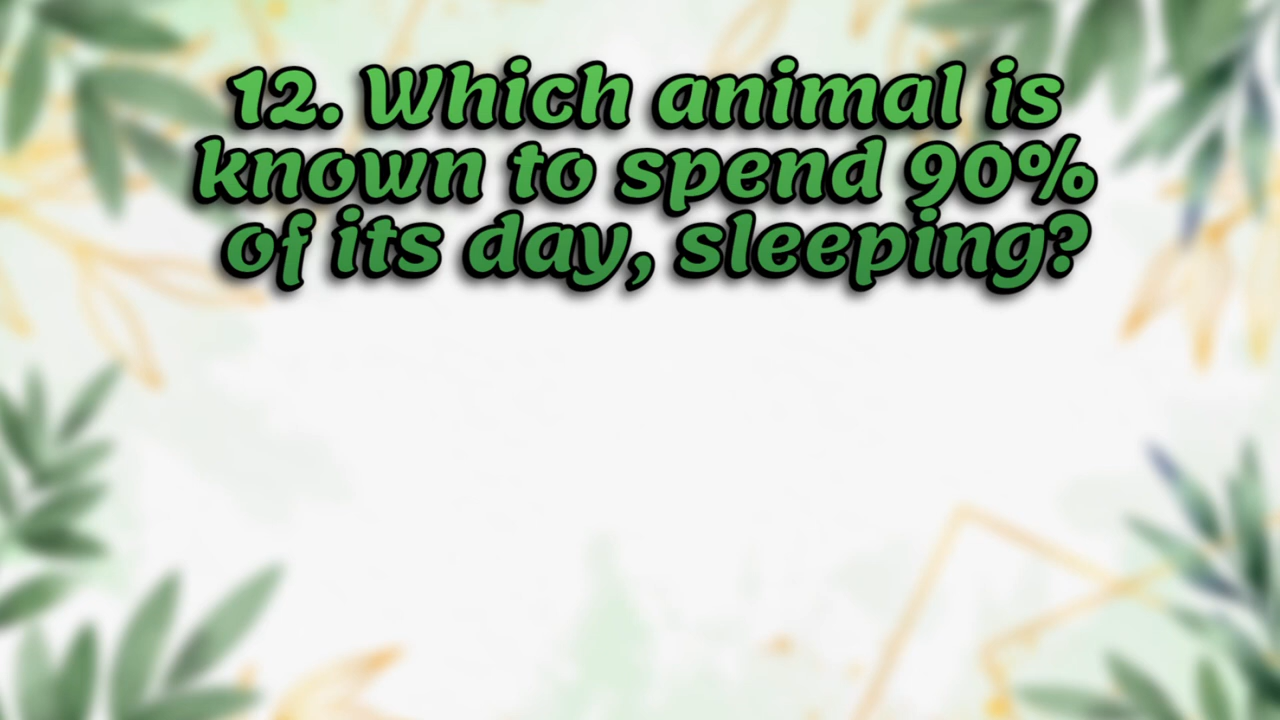 12. Which animal is
known to spend 90%
of its day, sleeping?